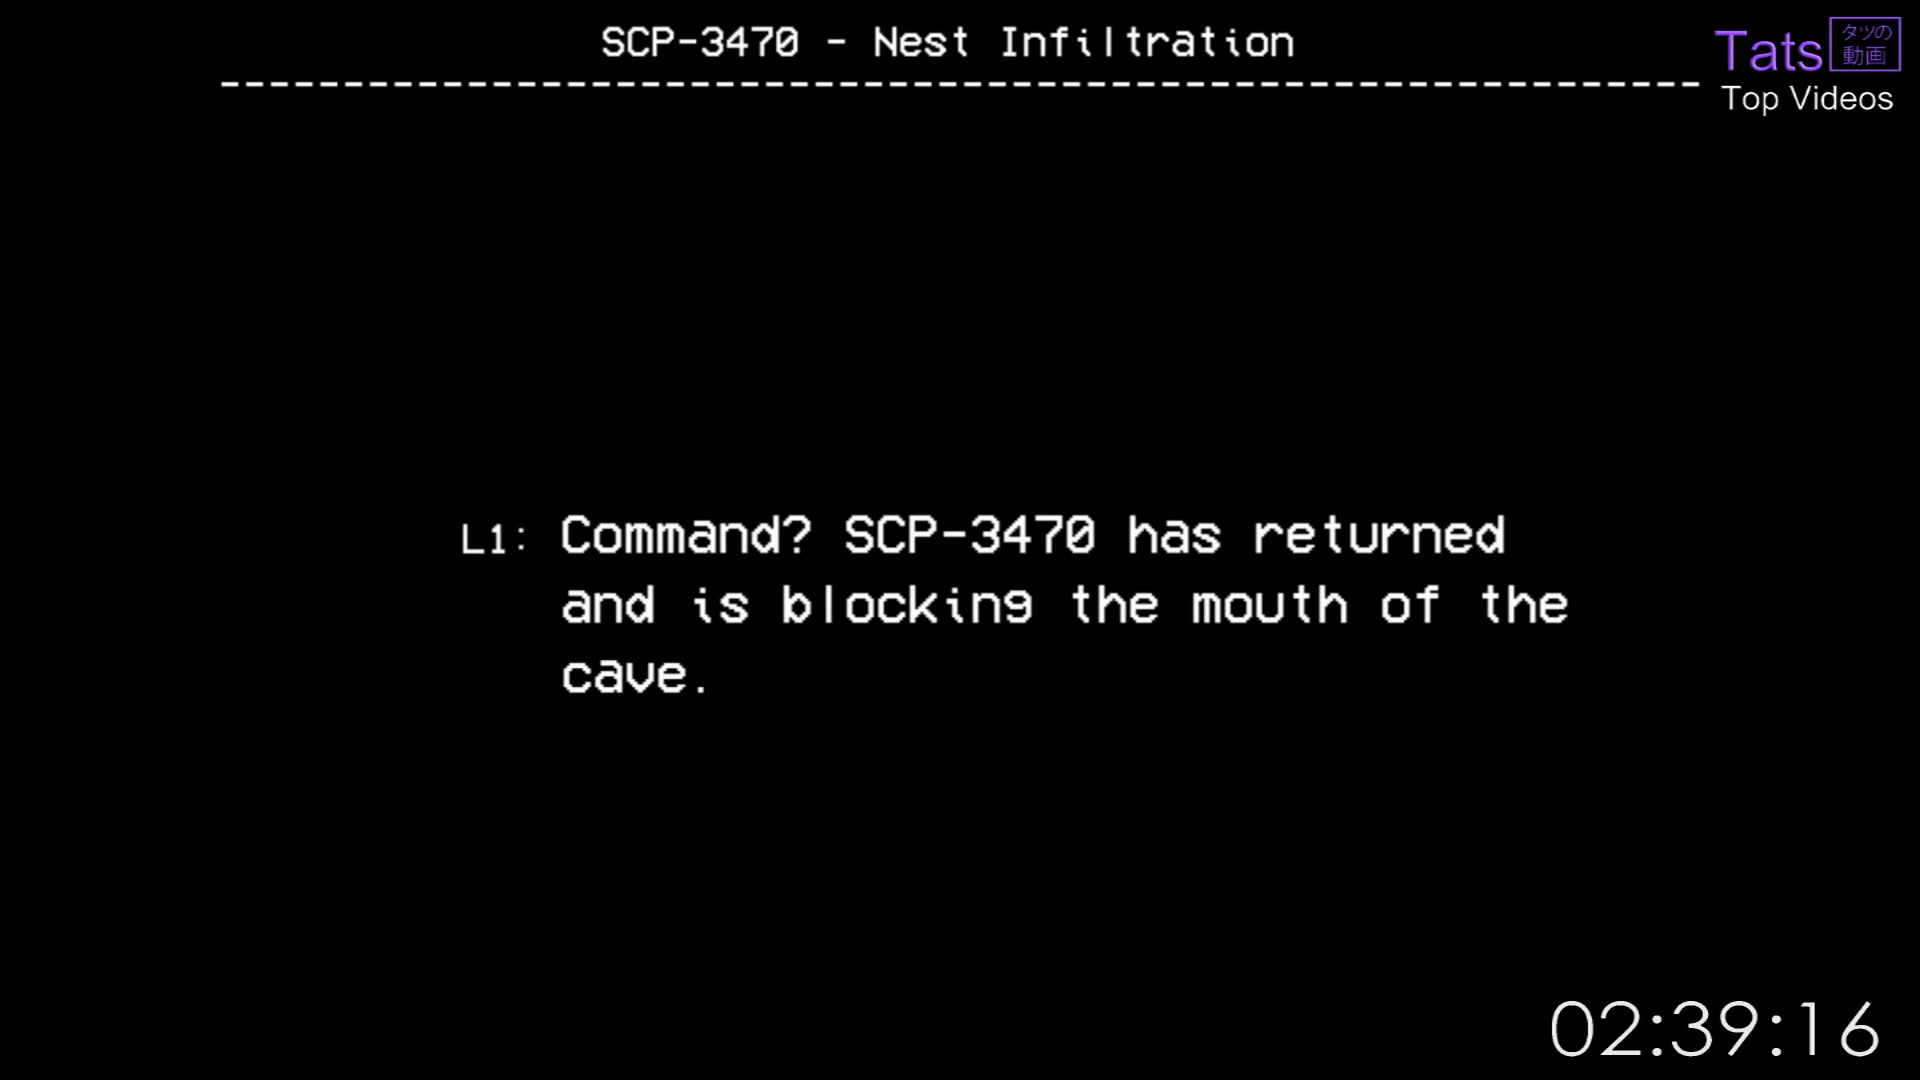 SCP-3470 - Nest Infiltration
Tats タツの
動画
Top Videos
------------------------------------------------------------
L1: Command? SCP-3470 has returned
and is blocking the mouth of the
cave.
02:39:16